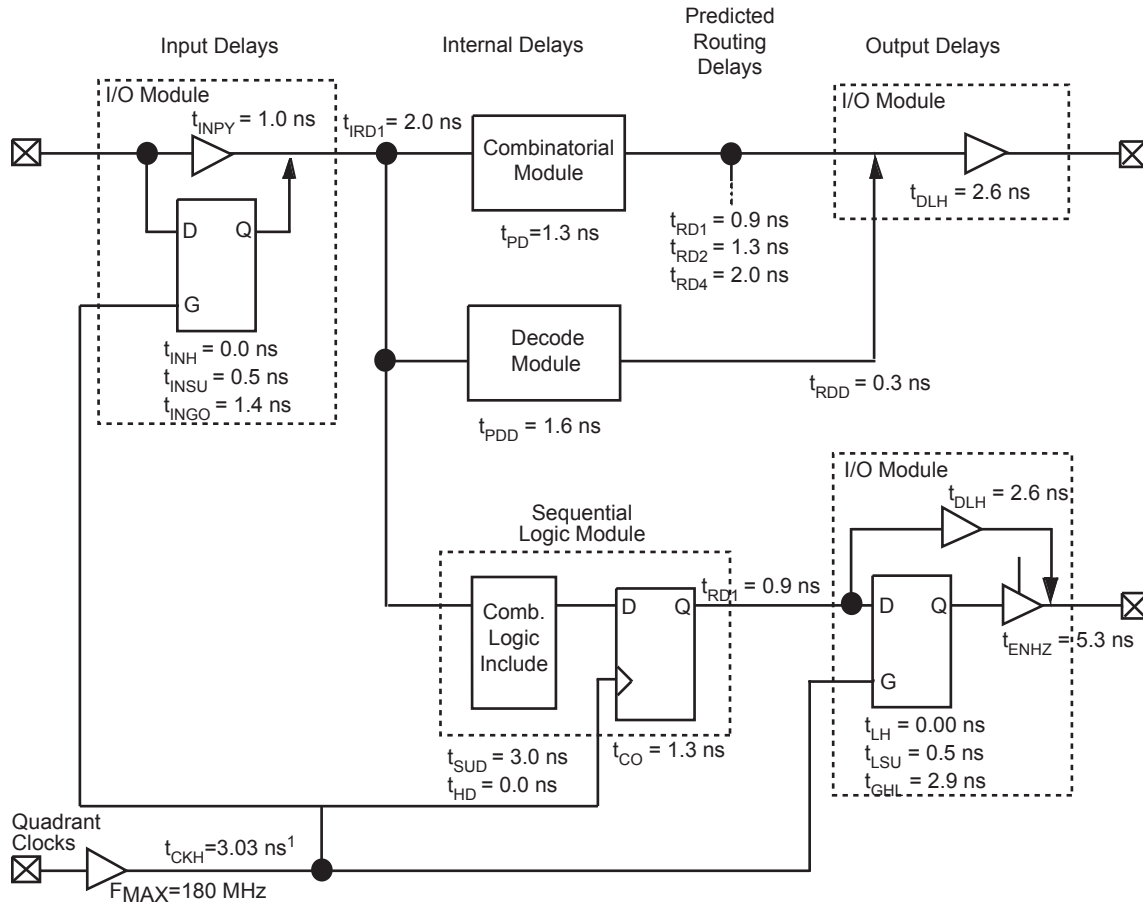 Input Delays
Internal Delays
Predicted
Routing
Delays
Output Delays
I/O Module
tINPY = 1.0 ns
tIRD1 = 2.0 ns
Combinatorial
Module
tPD=1.3 ns
tRD1 = 0.9 ns
tRD2 = 1.3 ns
tRD4 = 2.0 ns
I/O Module
tDLH = 2.6 ns
D
Q
G
tINH = 0.0 ns
tINSU = 0.5 ns
tINGO = 1.4 ns
Decode
Module
tPDD = 1.6 ns
tRDD = 0.3 ns
Sequential
Logic Module
Comb.
Logic
Include
D
Q
tSUD = 3.0 ns
tHD = 0.0 ns
tCO = 1.3 ns
tRD1 = 0.9 ns
I/O Module
tDLH = 2.6 ns
D
Q
G
tENHZ = 5.3 ns
tLH = 0.00 ns
tLSU = 0.5 ns
tGHL = 2.9 ns
Quadrant
Clocks
tCKH=3.03 ns¹
FMAX=180 MHz